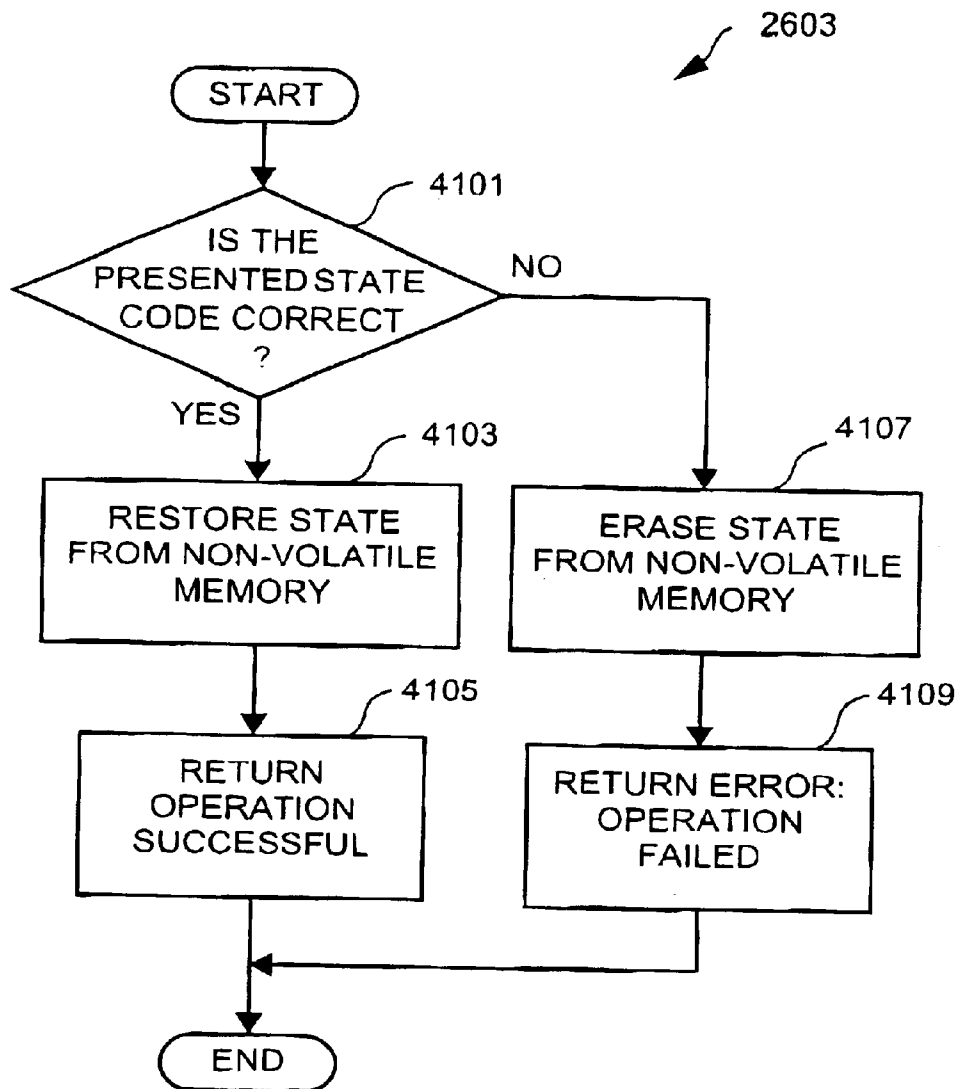 2603
START
4101
IS THE
PRESENTED STATE
CODE CORRECT
?
NO
YES
4103
RESTORE STATE
FROM NON-VOLATILE
MEMORY
4107
ERASE STATE
FROM NON-VOLATILE
MEMORY
4105
RETURN
OPERATION
SUCCESSFUL
4109
RETURN ERROR:
OPERATION
FAILED
END